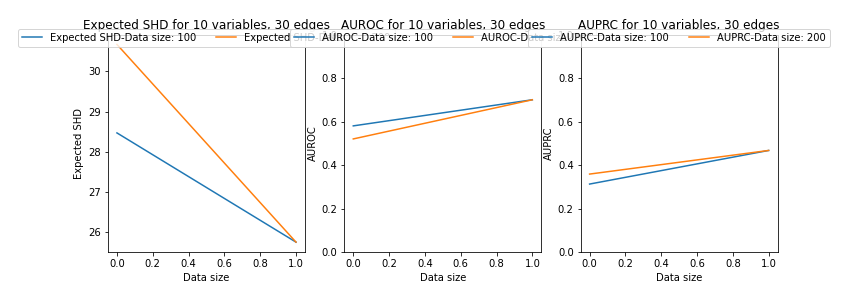 Expected SHD for 10 variables, 30 edges
AUROC for 10 variables, 30 edges
AUPRC for 10 variables, 30 edges
Expected SHD-Data size: 100
Expected
AUROC-Data size: 100
AUROC-D
AUPRC-Data size: 100
AUPRC-Data size: 200
Expected SHD
30
29
28
27
26
0.0 0.2 0.4 0.6 0.8 1.0
Data size
AUROC
0.8
0.6
0.4
0.2
0.0
0.0 0.2 0.4 0.6 0.8 1.0
Data size
AUPRC
0.8
0.6
0.4
0.2
0.0
0.0 0.2 0.4 0.6 0.8 1.0
Data size